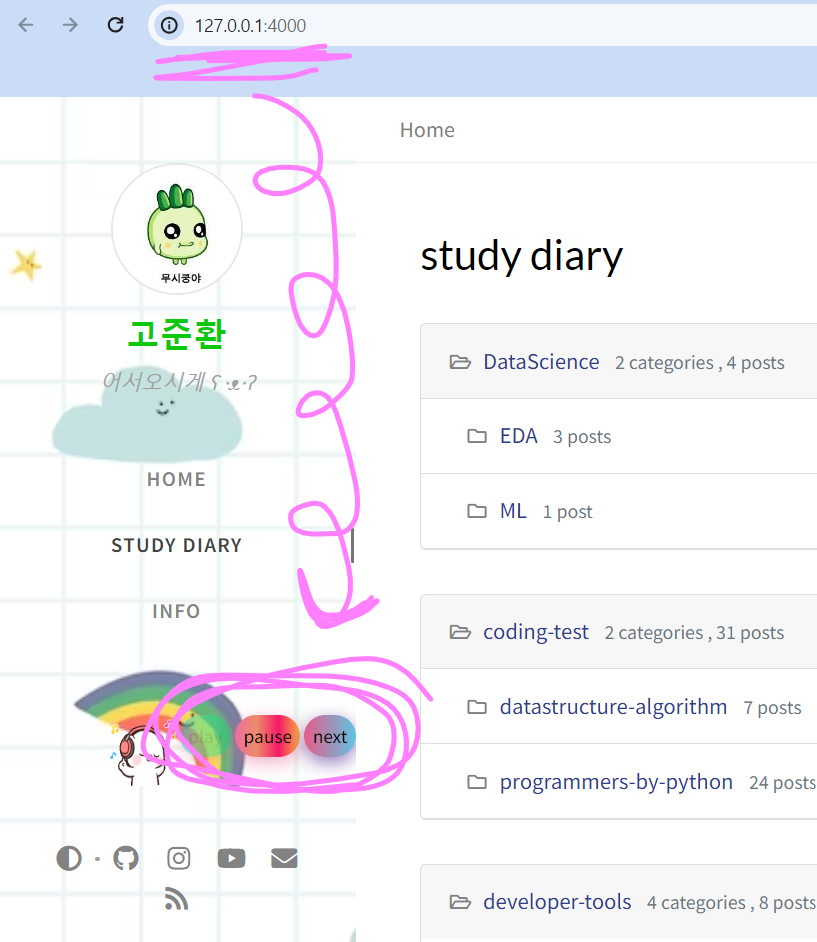 127.0.0.1:4000
Home
무시쿵야
고준환
어서오시게 ʕ·ᴥ·ʔ
HOME
STUDY DIARY
INFO
play pause next
study diary
DataScience 2 categories , 4 posts
EDA 3 posts
ML 1 post
coding-test 2 categories , 31 posts
datastructure-algorithm 7 posts
programmers-by-python 24 posts
developer-tools 4 categories , 8 posts